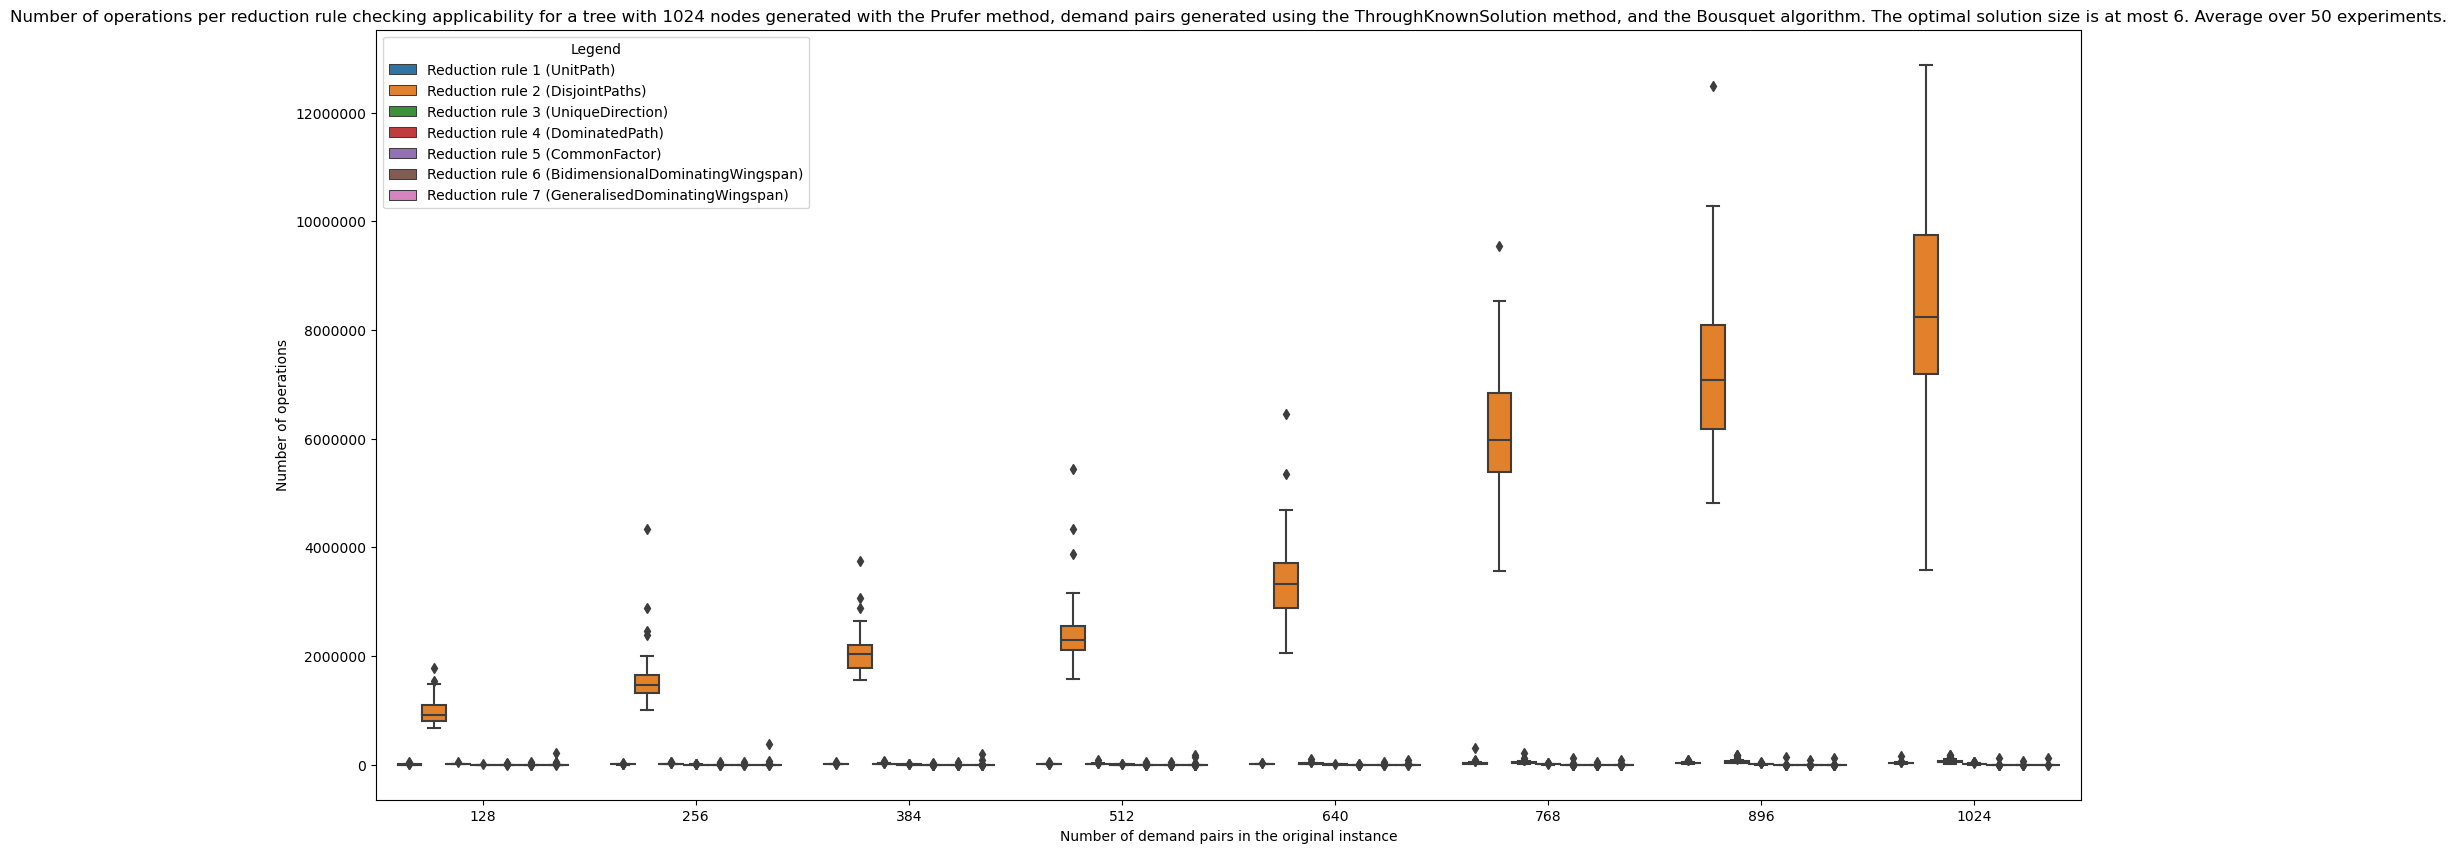 Number of operations per reduction rule checking applicability for a tree with 1024 nodes generated with the Prufer method, demand pairs generated using the ThroughKnownSolution method, and the Bousquet algorithm. The optimal solution size is at most 6. Average over 50 experiments.
Legend
Reduction rule 1 (UnitPath)
Reduction rule 2 (DisjointPaths)
Reduction rule 3 (UniqueDirection)
Reduction rule 4 (DominatedPath)
Reduction rule 5 (CommonFactor)
Reduction rule 6 (BidimensionalDominatingWingspan)
Reduction rule 7 (GeneralisedDominatingWingspan)
Number of operations
12000000
10000000
8000000
6000000
4000000
2000000
0
128 256 384 512 640 768 896 1024
Number of demand pairs in the original instance